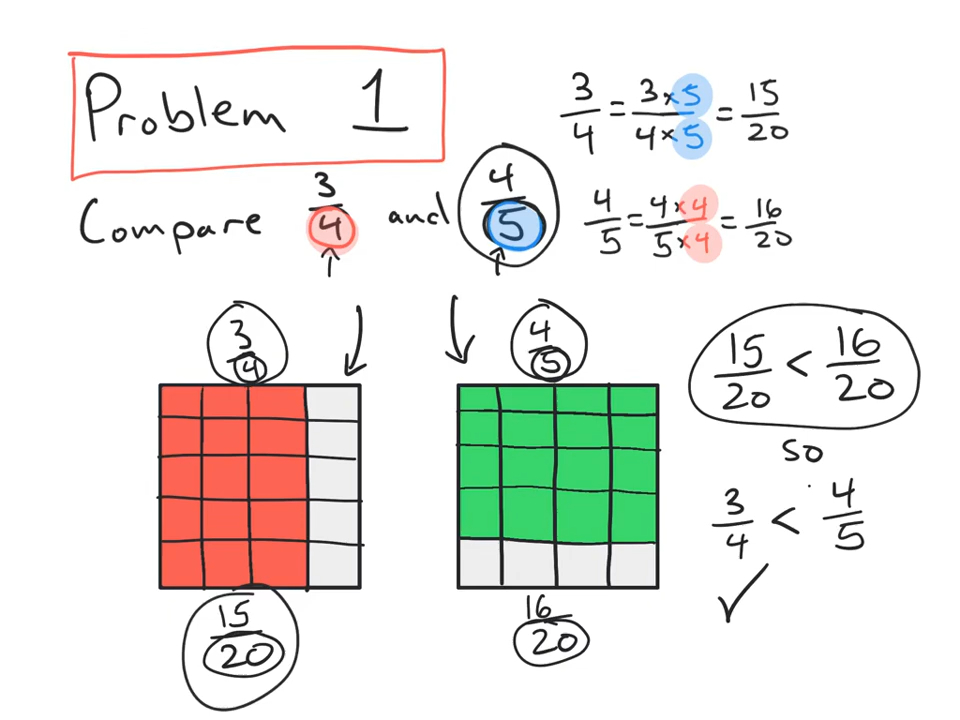 Problem 1
Compare 3/4 and 4/5
3/4 = 3×5/4×5 = 15/20
4/5 = 4×4/5×4 = 16/20
3/4
4/5
15/20
16/20
15/20 < 16/20
so
3/4 < 4/5